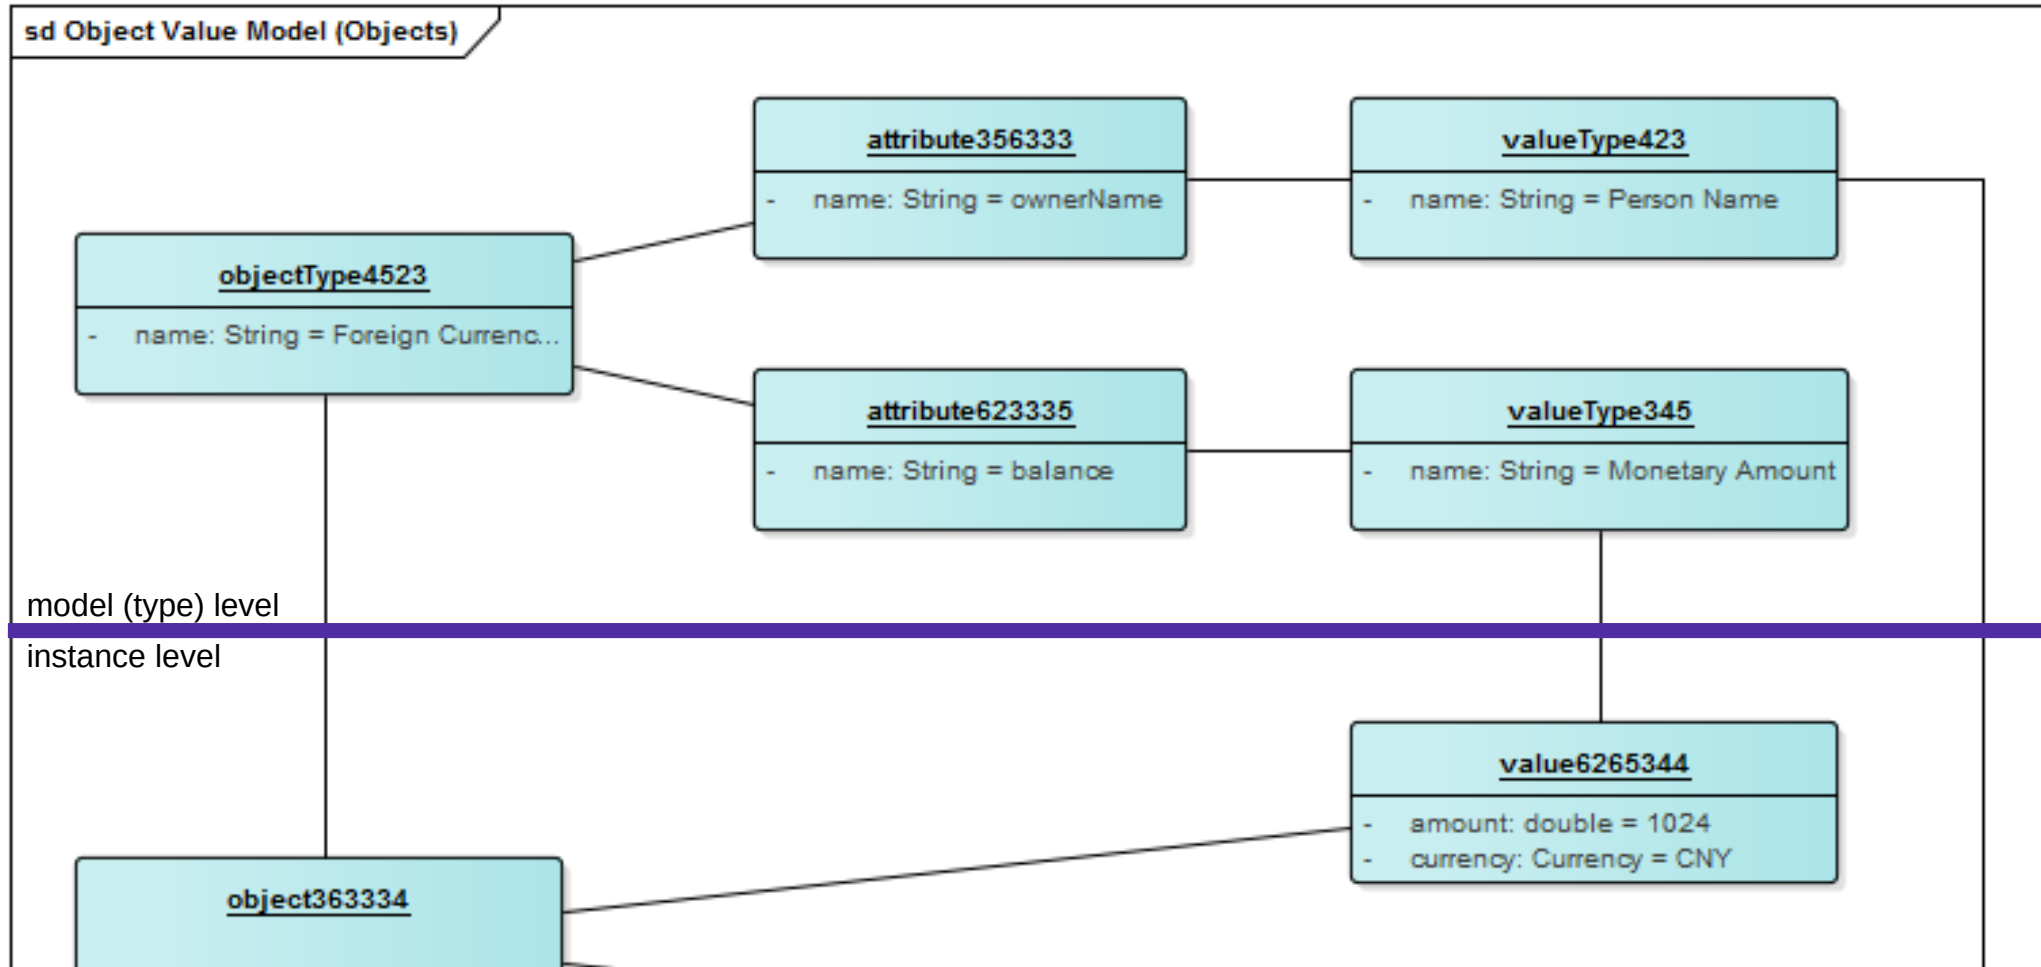 sd Object Value Model (Objects)
attribute356333
- name: String = ownerName
valueType423
- name: String = Person Name
objectType4523
- name: String = Foreign Currenc...
attribute623335
- name: String = balance
valueType345
- name: String = Monetary Amount
model (type) level
instance level
value6265344
- amount: double = 1024
- currency: Currency = CNY
object363334